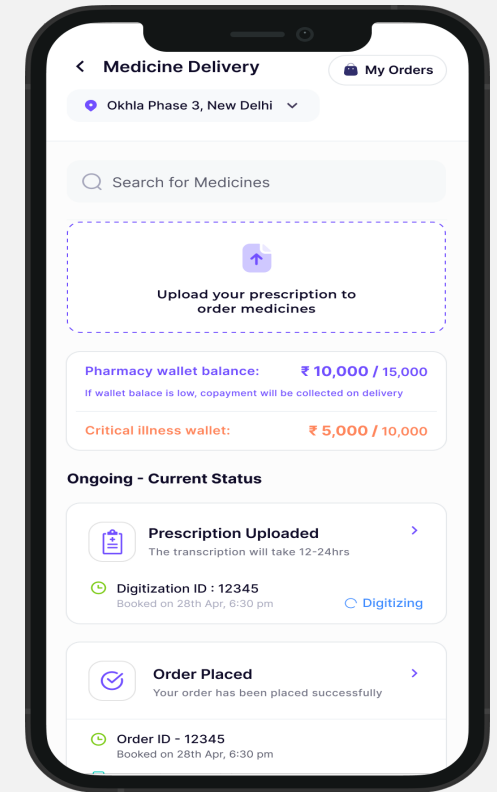 Medicine Delivery
My Orders
Okhla Phase 3, New Delhi
Search for Medicines
Upload your prescription to
order medicines
Pharmacy wallet balance: ₹ 10,000 / 15,000
If wallet balace is low, copayment will be collected on delivery
Critical illness wallet: ₹ 5,000 / 10,000
Ongoing - Current Status
Prescription Uploaded
The transcription will take 12-24hrs
Digitization ID : 12345
Booked on 28th Apr, 6:30 pm
Digitizing
Order Placed
Your order has been placed successfully
Order ID - 12345
Booked on 28th Apr, 6:30 pm